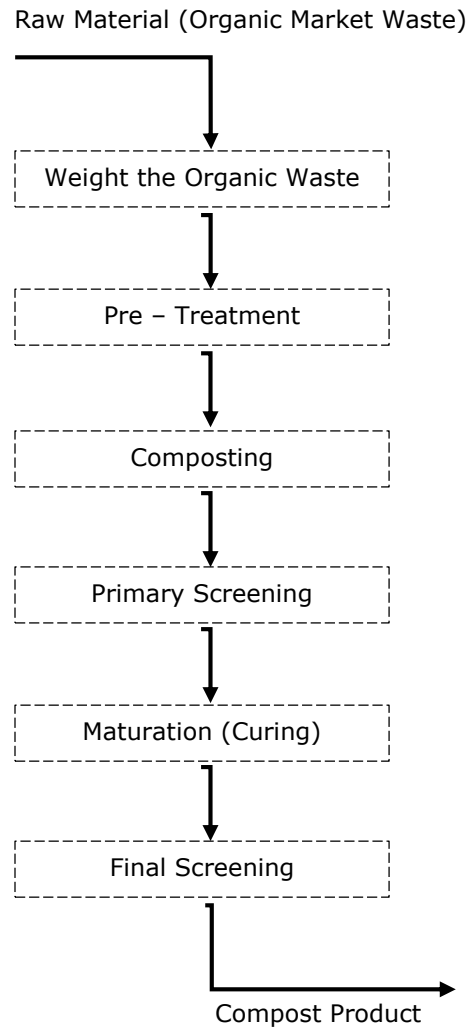 Raw Material (Organic Market Waste)
Weight the Organic Waste
Pre – Treatment
Composting
Primary Screening
Maturation (Curing)
Final Screening
Compost Product